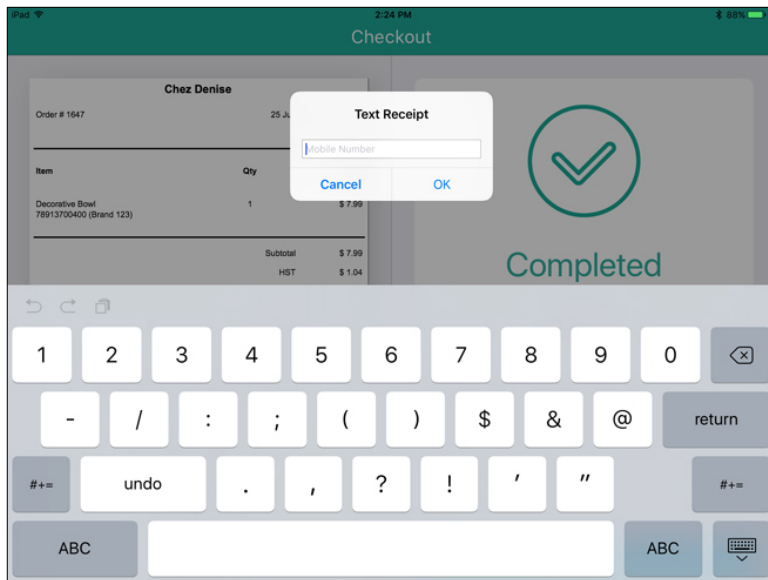 iPad 2:24 PM 88%
Checkout
Chez Denise
Order # 1647 25 Ju
Text Receipt
Mobile Number
Cancel OK
Item Qty
Decorative Bowl 1 $ 7.99
78913700400 (Brand 123)
Subtotal $ 7.99
HST $ 1.04
Completed
1 2 3 4 5 6 7 8 9 0
- / : ; ( ) $ & @ return
#+= undo . , ? ! ' " #+=
ABC ABC